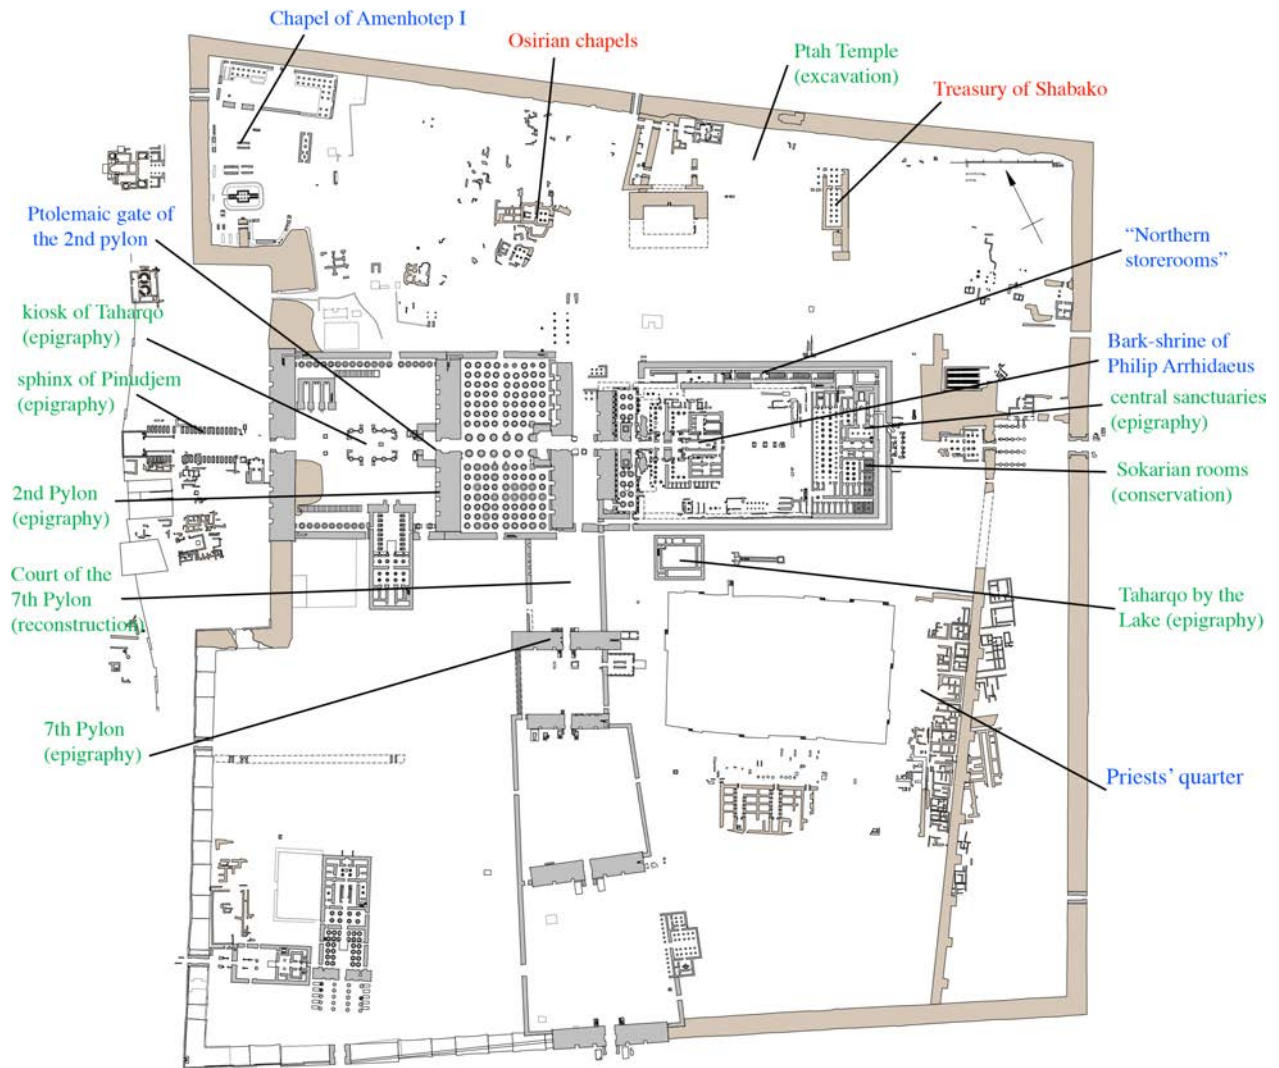 Chapel of Amenhotep I
Osirian chapels
Ptah Temple
(excavation)
Treasury of Shabako
Ptolemaic gate of
the 2nd pylon
“Northern
storerooms”
kiosk of Taharqo
(epigraphy)
Bark-shrine of
Philip Arrhidaeus
sphinx of Pinudjem
(epigraphy)
central sanctuaries
(epigraphy)
2nd Pylon
(epigraphy)
Sokarian rooms
(conservation)
Court of the
7th Pylon
(reconstruction)
Taharqo by the
Lake (epigraphy)
7th Pylon
(epigraphy)
Priests’ quarter